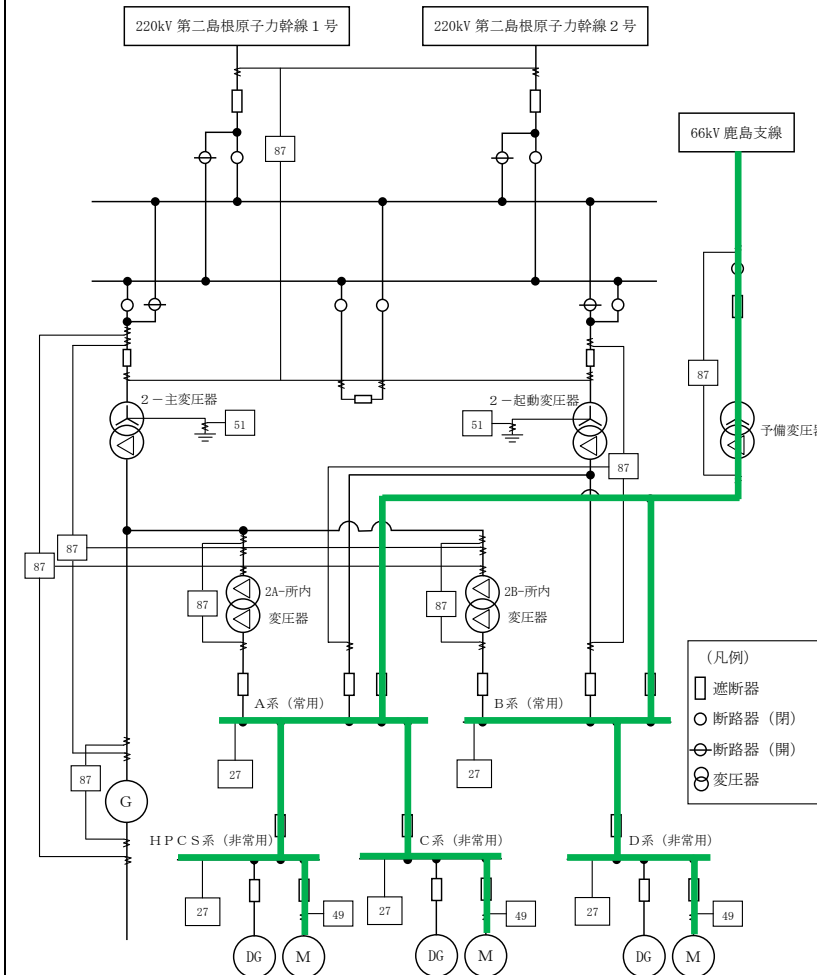 220kV 第二島根原子力幹線１号
220kV 第二島根原子力幹線２号
66kV 鹿島支線
87
87
２－主変圧器
51
２－起動変圧器
51
予備変圧器
87
87
87
2A-所内
変圧器
87
2B-所内
変圧器
87
（凡例）
遮断器
断路器（閉）
断路器（開）
変圧器
Ａ系（常用）
Ｂ系（常用）
27
27
87
G
ＨＰＣＳ系（非常用）
Ｃ系（非常用）
Ｄ系（非常用）
27
49
27
49
27
49
DG
M
DG
M
DG
M